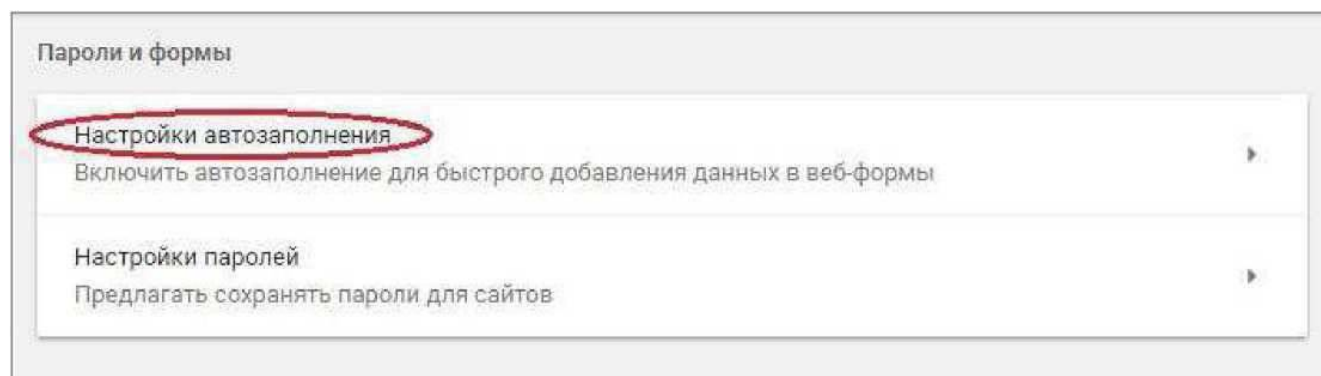 Пароли и формы
Настройки автозаполнения
Включить автозаполнение для быстрого добавления данных в веб-формы
Настройки паролей
Предлагать сохранять пароли для сайтов